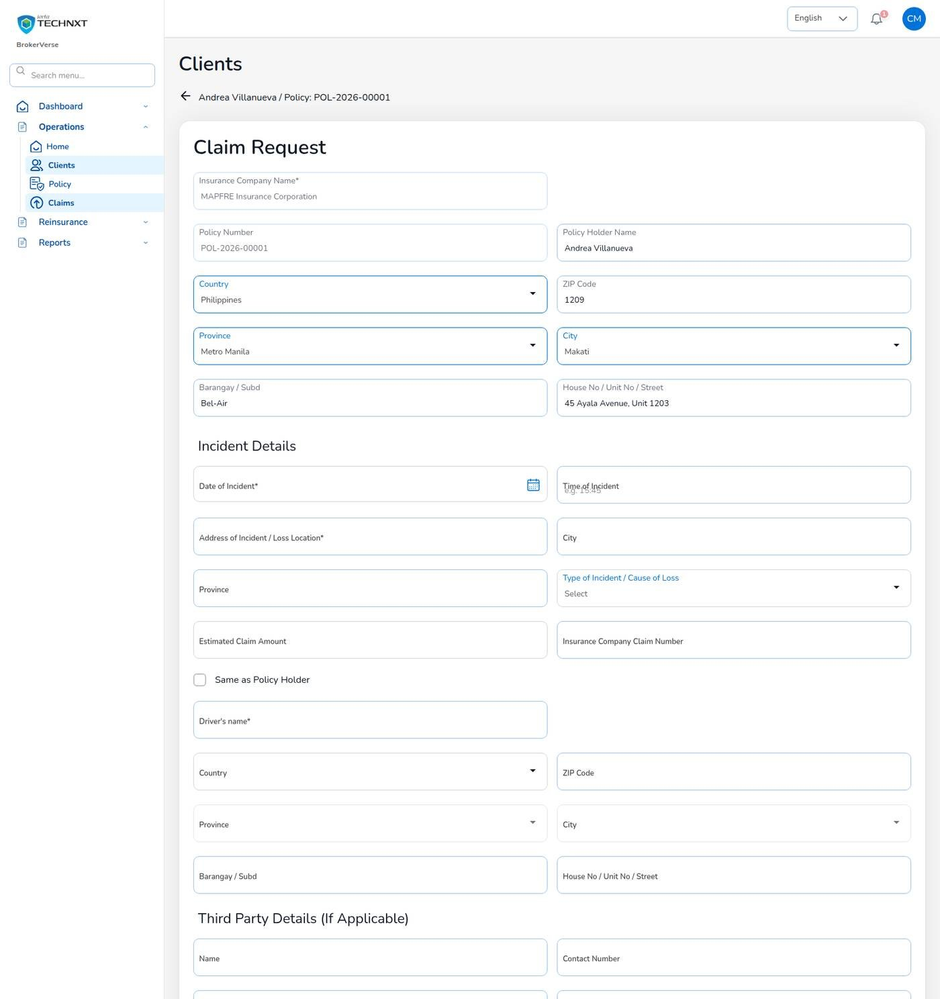 iorta
TECHNXT
BrokerVerse
Search menu...
Dashboard
Operations
Home
Clients
Policy
Claims
Reinsurance
Reports
English
1
CM
Clients
Andrea Villanueva / Policy: POL-2026-00001
Claim Request
Insurance Company Name*
MAPFRE Insurance Corporation
Policy Number
POL-2026-00001
Policy Holder Name
Andrea Villanueva
Country
Philippines
ZIP Code
1209
Province
Metro Manila
City
Makati
Barangay / Subd
Bel-Air
House No / Unit No / Street
45 Ayala Avenue, Unit 1203
Incident Details
Date of Incident*
Time of Incident
e.g. 15:45
Address of Incident / Loss Location*
City
Province
Type of Incident / Cause of Loss
Select
Estimated Claim Amount
Insurance Company Claim Number
Same as Policy Holder
Driver's name*
Country
ZIP Code
Province
City
Barangay / Subd
House No / Unit No / Street
Third Party Details (If Applicable)
Name
Contact Number